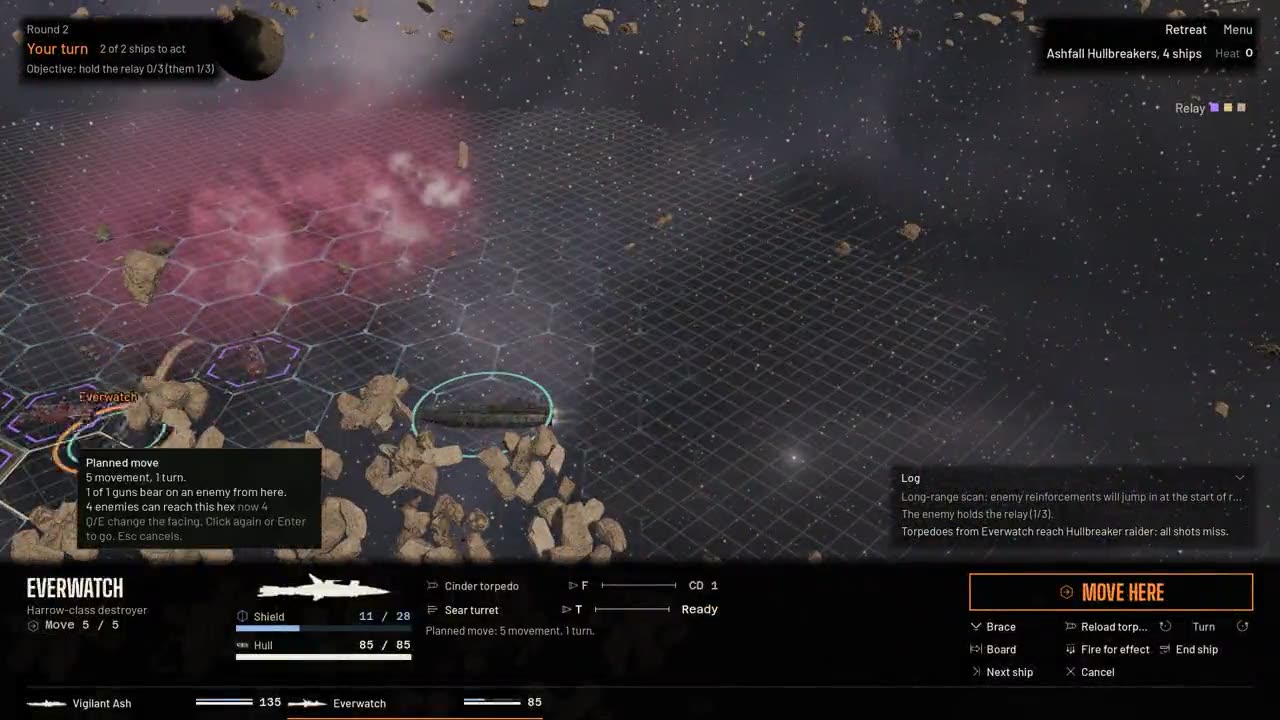 Round 2
Your turn 2 of 2 ships to act
Objective: hold the relay 0/3 (them 1/3)
Retreat Menu
Ashfall Hullbreakers, 4 ships Heat 0
Relay
Everwatch
Planned move
5 movement, 1 turn.
1 of 1 guns bear on an enemy from here.
4 enemies can reach this hex now 4
Q/E change the facing. Click again or Enter
to go. Esc cancels.
Log
Long-range scan: enemy reinforcements will jump in at the start of r...
The enemy holds the relay (1/3).
Torpedoes from Everwatch reach Hullbreaker raider: all shots miss.
EVERWATCH
Harrow-class destroyer
Move 5 / 5
Shield 11 / 28
Hull 85 / 85
Cinder torpedo F CD 1
Sear turret T Ready
Planned move: 5 movement, 1 turn.
MOVE HERE
Brace Reload torp... Turn
Board Fire for effect End ship
Next ship Cancel
Vigilant Ash 135 Everwatch 85